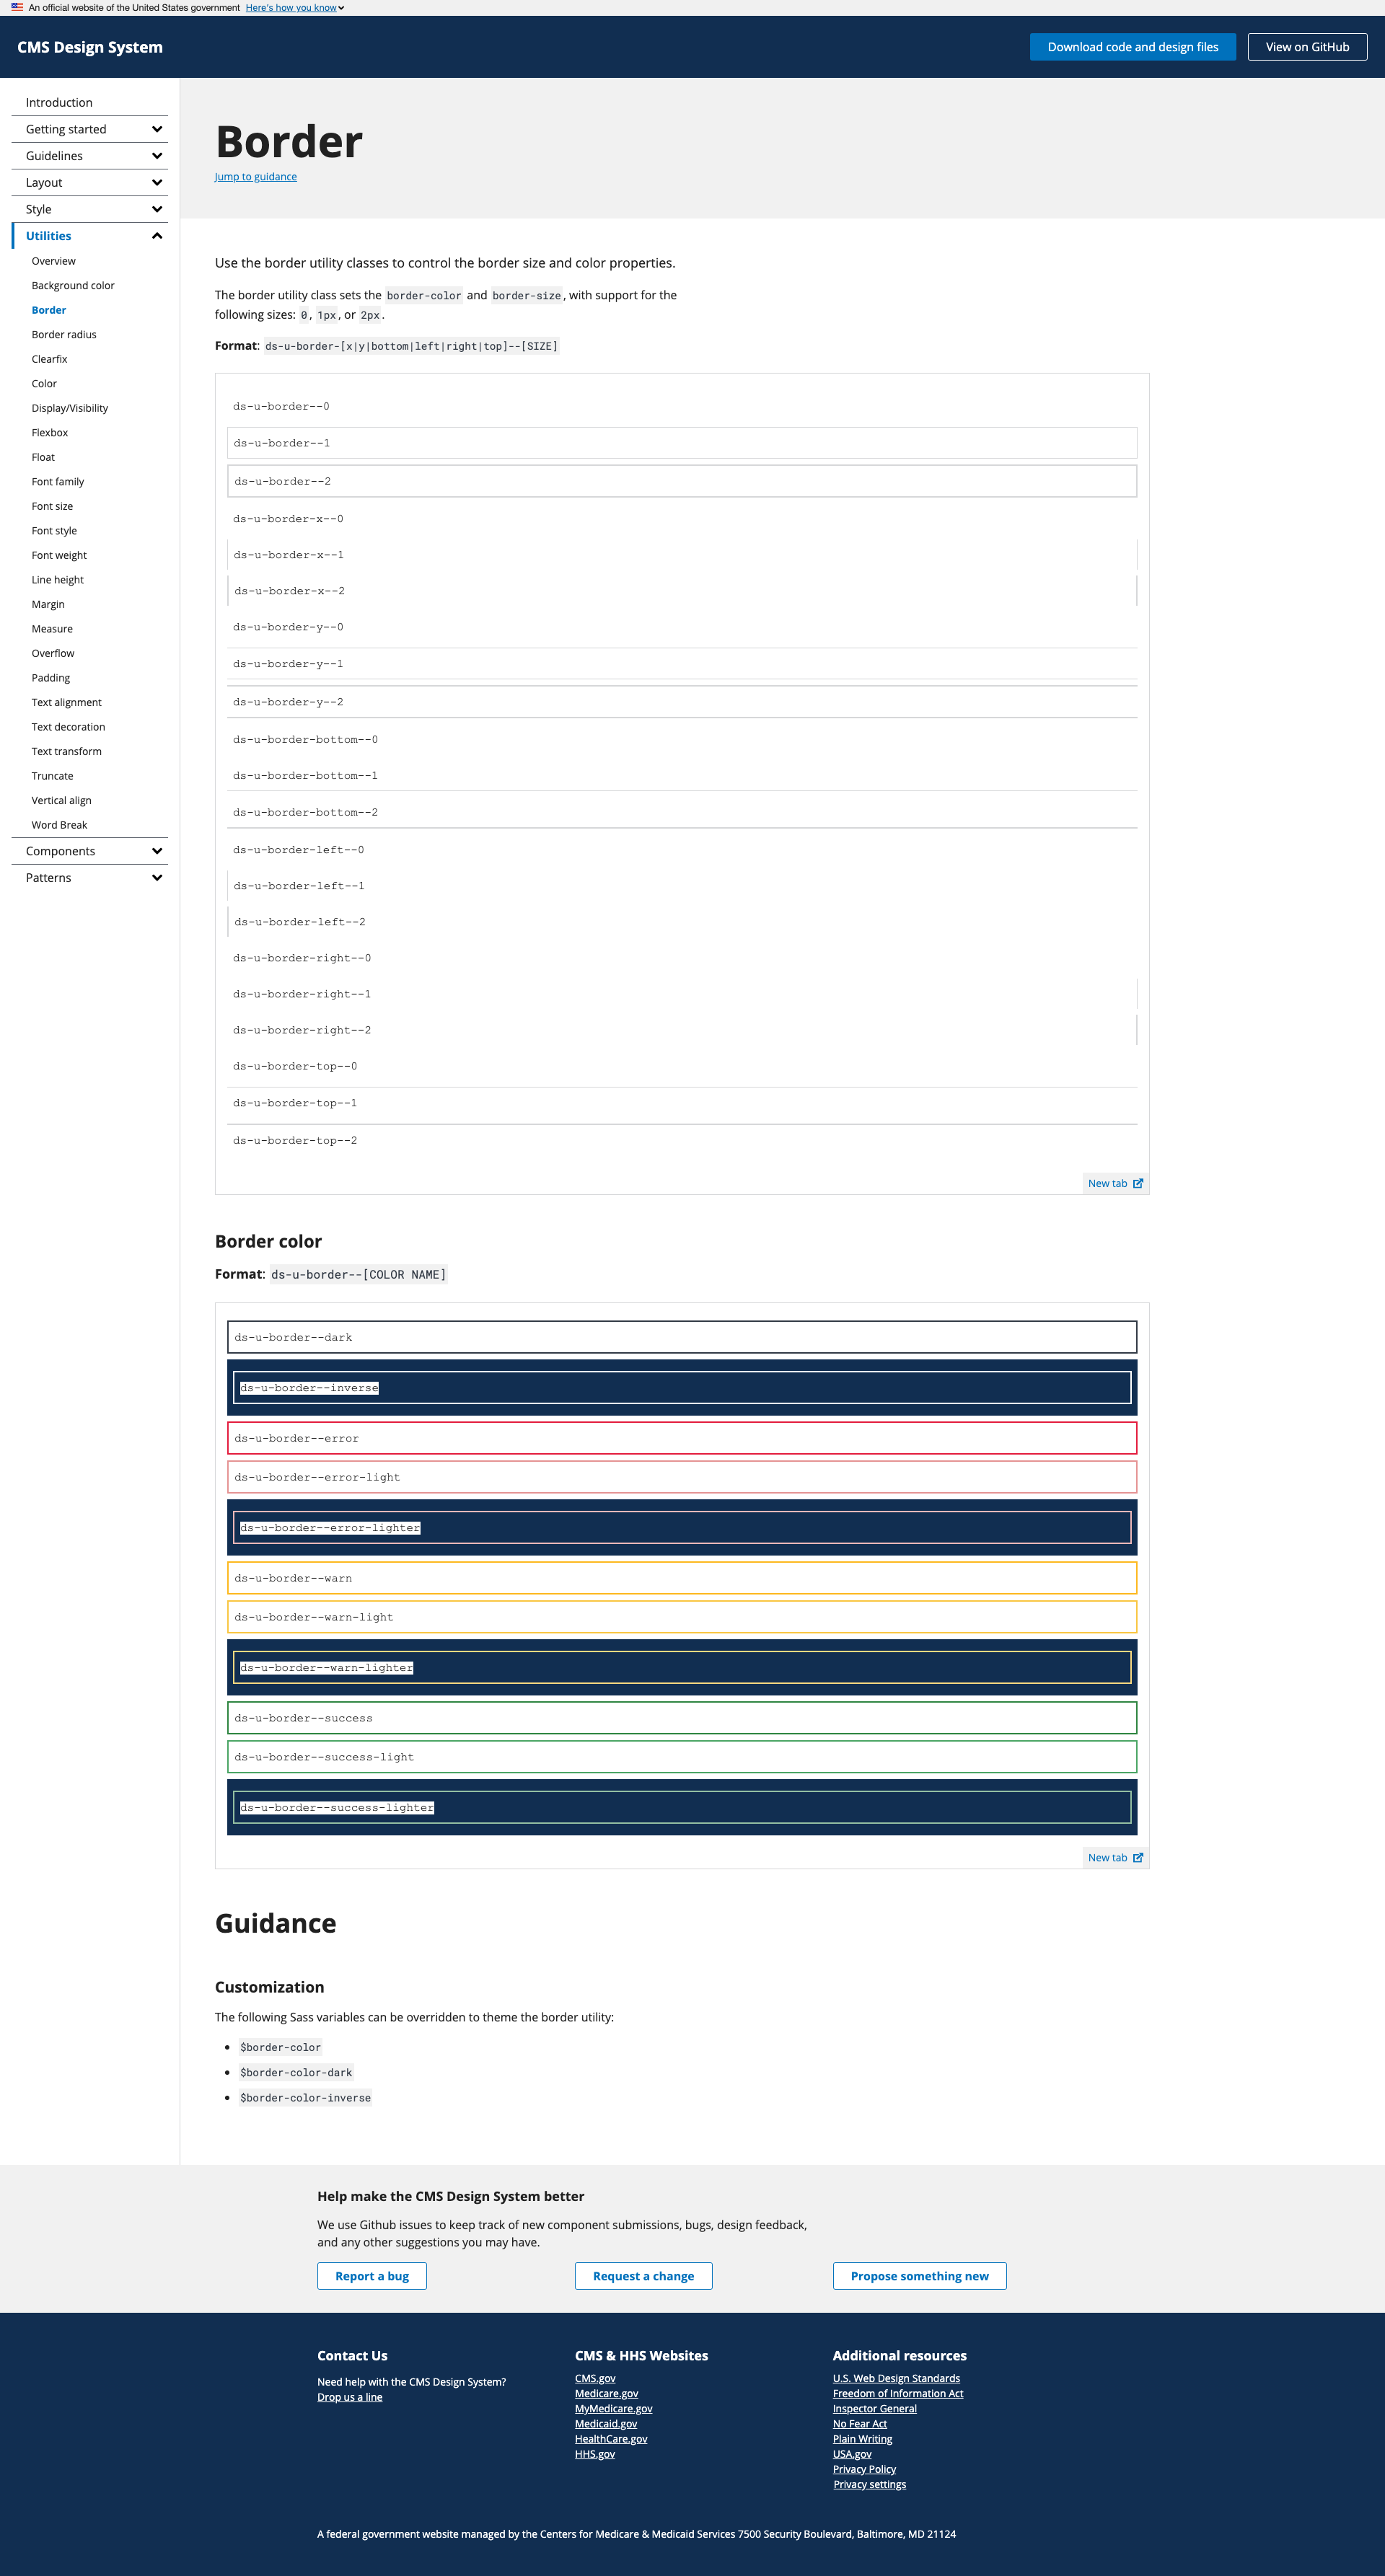 An official website of the United States government Here's how you know
CMS Design System
Download code and design files
View on GitHub
Introduction
Getting started
Guidelines
Layout
Style
Utilities
Overview
Background color
Border
Border radius
Clearfix
Color
Display/Visibility
Flexbox
Float
Font family
Font size
Font style
Font weight
Line height
Margin
Measure
Overflow
Padding
Text alignment
Text decoration
Text transform
Truncate
Vertical align
Word Break
Components
Patterns
Border
Jump to guidance
Use the border utility classes to control the border size and color properties.
The border utility class sets the border-color and border-size, with support for the
following sizes: 0, 1px, or 2px.
Format: ds-u-border-[x|y|bottom|left|right|top]--[SIZE]
ds-u-border--0
ds-u-border--1
ds-u-border--2
ds-u-border-x--0
ds-u-border-x--1
ds-u-border-x--2
ds-u-border-y--0
ds-u-border-y--1
ds-u-border-y--2
ds-u-border-bottom--0
ds-u-border-bottom--1
ds-u-border-bottom--2
ds-u-border-left--0
ds-u-border-left--1
ds-u-border-left--2
ds-u-border-right--0
ds-u-border-right--1
ds-u-border-right--2
ds-u-border-top--0
ds-u-border-top--1
ds-u-border-top--2
New tab
Border color
Format: ds-u-border--[COLOR NAME]
ds-u-border--dark
ds-u-border--inverse
ds-u-border--error
ds-u-border--error-light
ds-u-border--error-lighter
ds-u-border--warn
ds-u-border--warn-light
ds-u-border--warn-lighter
ds-u-border--success
ds-u-border--success-light
ds-u-border--success-lighter
New tab
Guidance
Customization
The following Sass variables can be overridden to theme the border utility:
$border-color
$border-color-dark
$border-color-inverse
Help make the CMS Design System better
We use Github issues to keep track of new component submissions, bugs, design feedback,
and any other suggestions you may have.
Report a bug
Request a change
Propose something new
Contact Us
Need help with the CMS Design System?
Drop us a line
CMS & HHS Websites
CMS.gov
Medicare.gov
MyMedicare.gov
Medicaid.gov
HealthCare.gov
HHS.gov
Additional resources
U.S. Web Design Standards
Freedom of Information Act
Inspector General
No Fear Act
Plain Writing
USA.gov
Privacy Policy
Privacy settings
A federal government website managed by the Centers for Medicare & Medicaid Services 7500 Security Boulevard, Baltimore, MD 21124